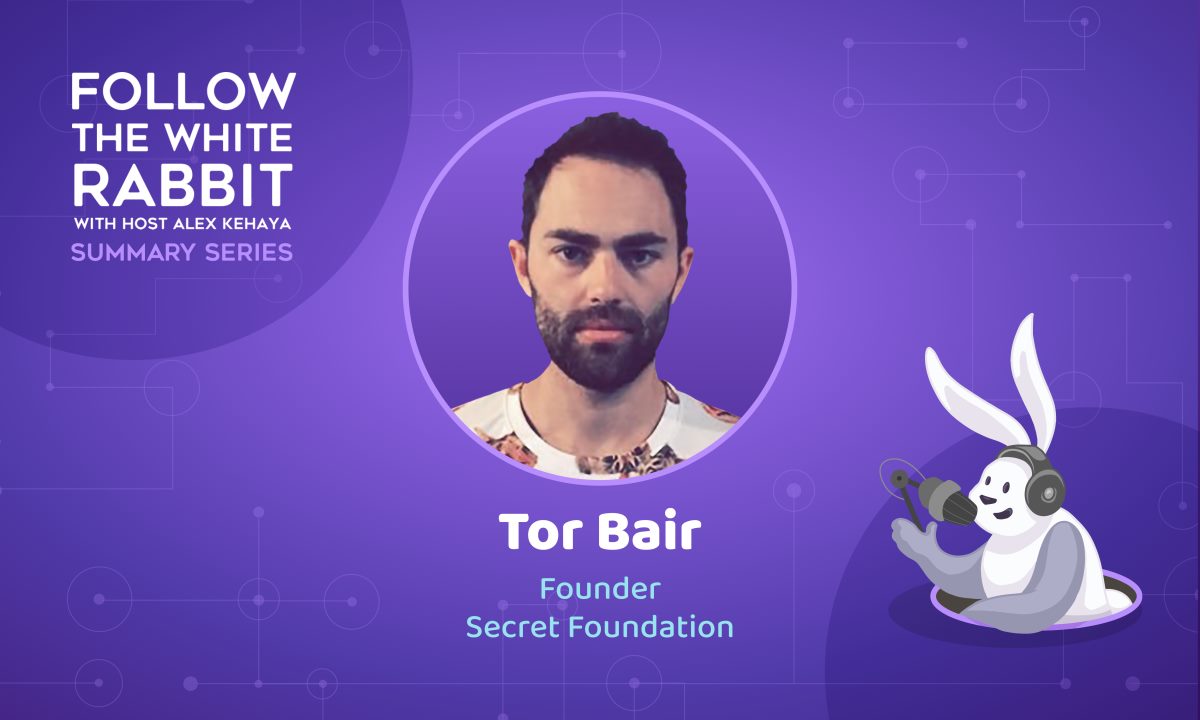 FOLLOW
THE WHITE
RABBIT
WITH HOST ALEX KEHAYA
SUMMARY SERIES
Tor Bair
Founder
Secret Foundation